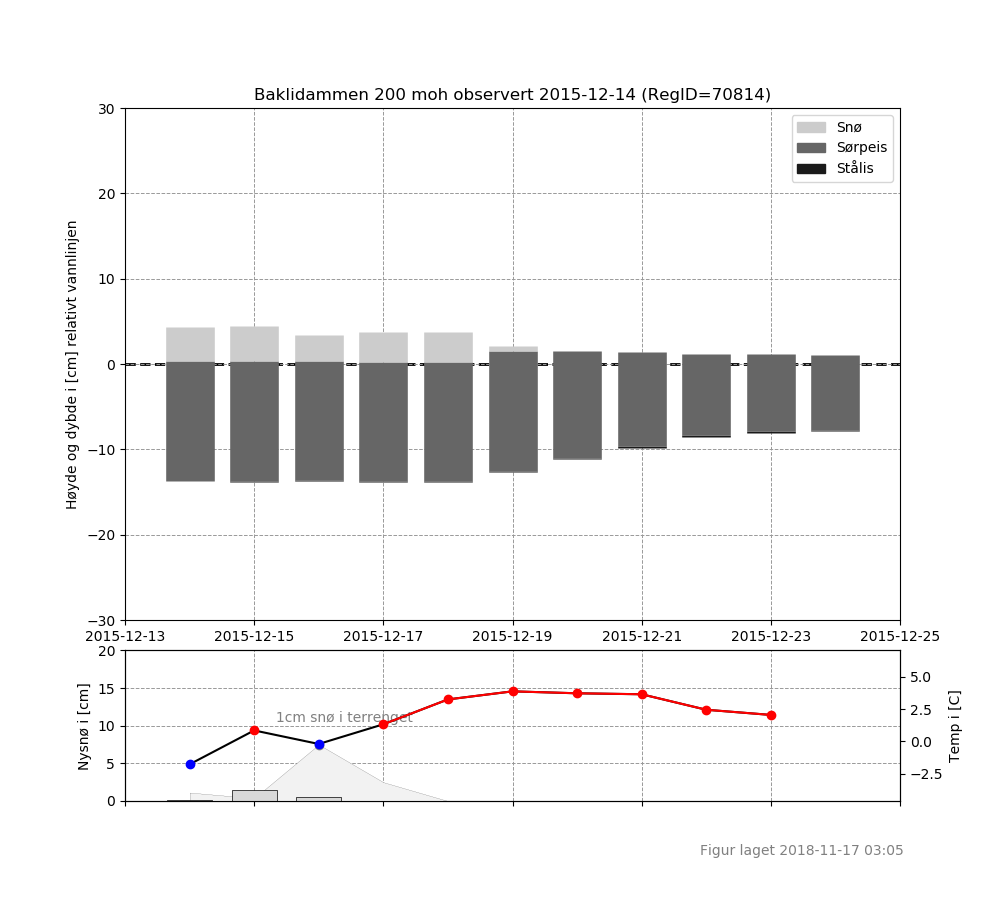 Baklidammen 200 moh observert 2015-12-14 (RegID=70814)
Høyde og dybde i [cm] relativt vannlinjen
30
20
10
0
−10
−20
−30
Snø
Sørpeis
Stålis
2015-12-13
2015-12-15
2015-12-17
2015-12-19
2015-12-21
2015-12-23
2015-12-25
Nysnø i [cm]
20
15
10
5
0
1cm snø i terrenget
5.0
2.5
0.0
−2.5
Temp i [C]
Figur laget 2018-11-17 03:05